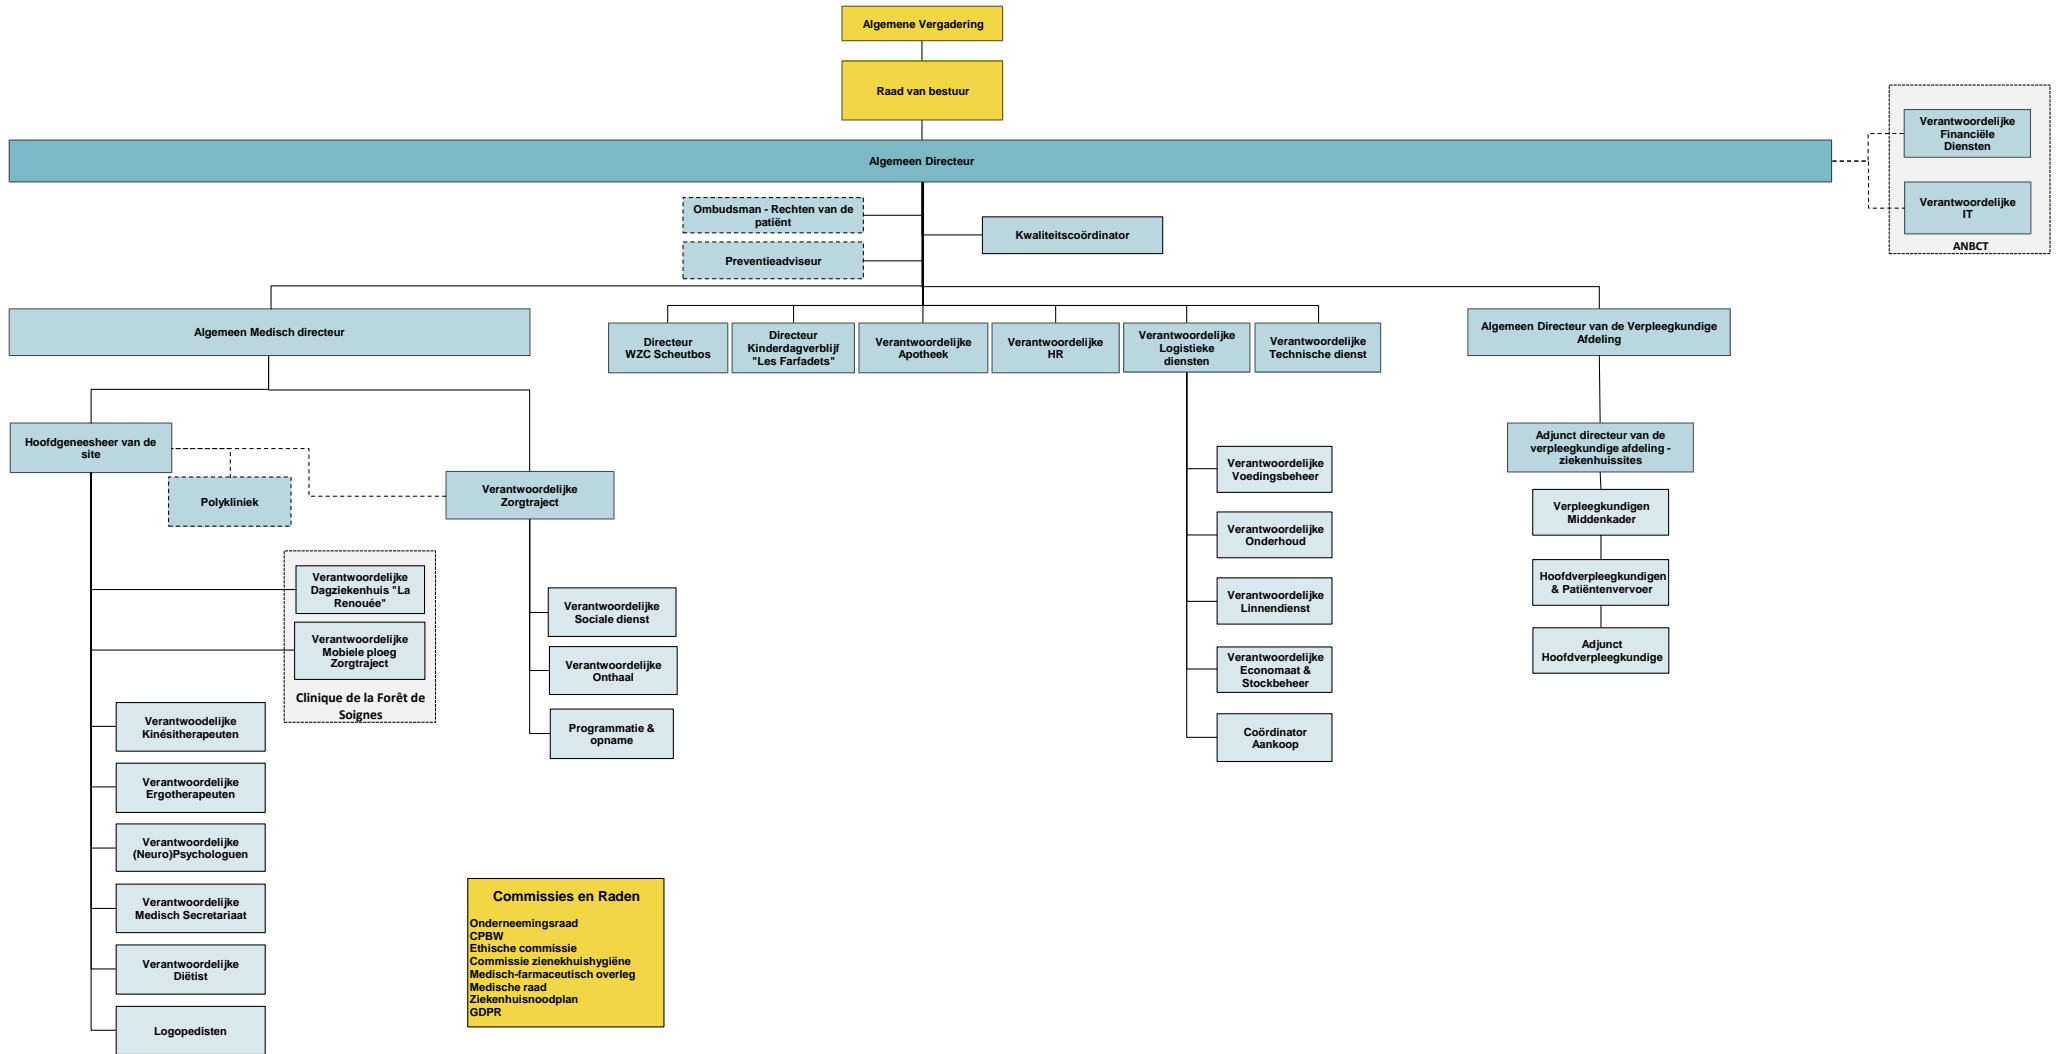 Algemene Vergadering
Raad van bestuur
Algemeen Directeur
Verantwoordelijke
Financiële
Diensten
Verantwoordelijke
IT
ANBCT
Ombudsman - Rechten van de
patiënt
Kwaliteitscoördinator
Preventieadviseur
Algemeen Medisch directeur
Directeur
WZC Scheutbos
Directeur
Kinderdagverblijf
"Les Farfadets"
Verantwoordelijke
Apotheek
Verantwoordelijke
HR
Verantwoordelijke
Logistieke
diensten
Verantwoordelijke
Technische dienst
Algemeen Directeur van de Verpleegkundige
Afdeling
Hoofdgeneesheer van de
site
Polykliniek
Verantwoordelijke
Zorgtraject
Verantwoordelijke
Dagziekenhuis "La
Renouée"
Verantwoordelijke
Mobiele ploeg
Zorgtraject
Clinique de la Forêt de
Soignes
Verantwoodelijke
Kinésitherapeuten
Verantwoordelijke
Ergotherapeuten
Verantwoordelijke
(Neuro)Psychologuen
Verantwoordelijke
Medisch Secretariaat
Verantwoordelijke
Diëtist
Logopedisten
Verantwoordelijke
Sociale dienst
Verantwoordelijke
Onthaal
Programmatie &
opname
Verantwoordelijke
Voedingsbeheer
Verantwoordelijke
Onderhoud
Verantwoordelijke
Linnendienst
Verantwoordelijke
Economaat &
Stockbeheer
Coördinator
Aankoop
Adjunct directeur van de
verpleegkundige afdeling -
ziekenhuissites
Verpleegkundigen
Middenkader
Hoofdverpleegkundigen
& Patiëntenvervoer
Adjunct
Hoofdverpleegkundige
Commissies en Raden
Onderneemingsraad
CPBW
Ethische commissie
Commissie zienekhuishygiëne
Medisch-farmaceutisch overleg
Medische raad
Ziekenhuisnoodplan
GDPR